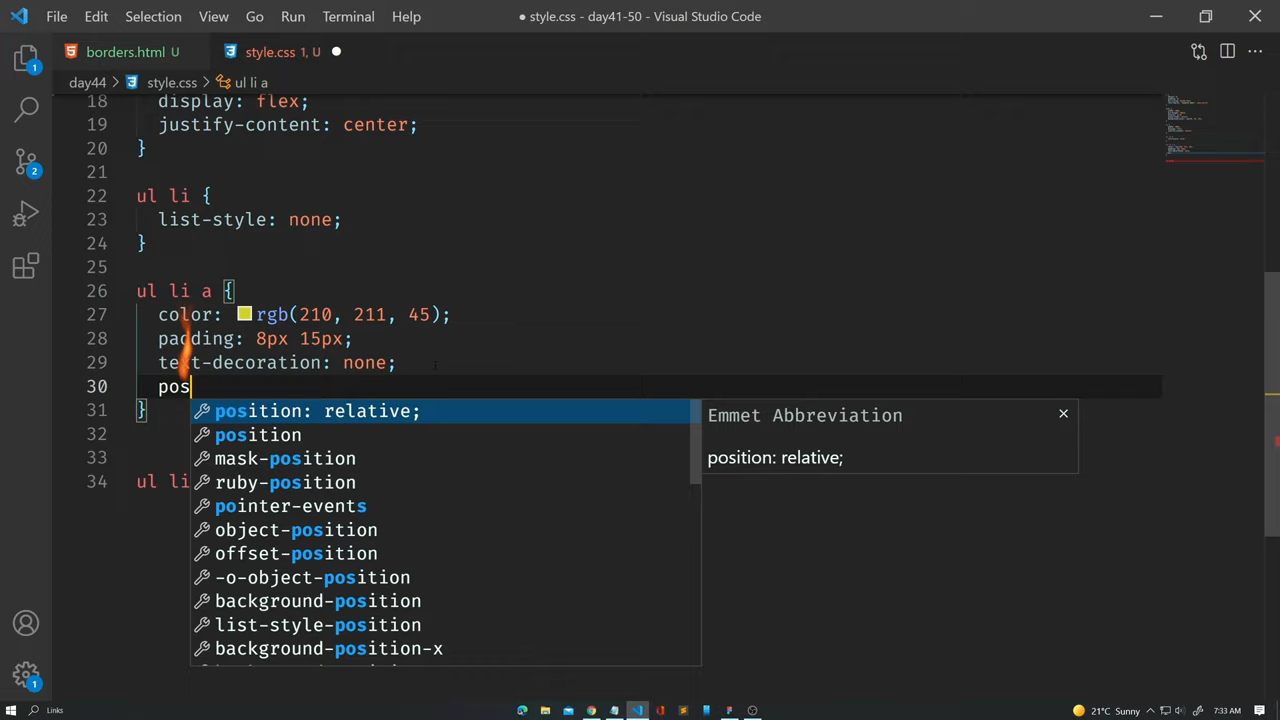 File Edit Selection View Go Run Terminal Help
● style.css - day41-50 - Visual Studio Code
borders.html U
style.css 1, U
day44 > style.css > ul li a
18 display: flex;
19 justify-content: center;
20 }
21
22 ul li {
23 list-style: none;
24 }
25
26 ul li a {
27 color: rgb(210, 211, 45);
28 padding: 8px 15px;
29 text-decoration: none;
30 pos
31 }
32
33
34 ul li
position: relative;
position
mask-position
ruby-position
pointer-events
object-position
offset-position
-o-object-position
background-position
list-style-position
background-position-x
Emmet Abbreviation
position: relative;
1
2
1
Links
21°C Sunny
7:33 AM